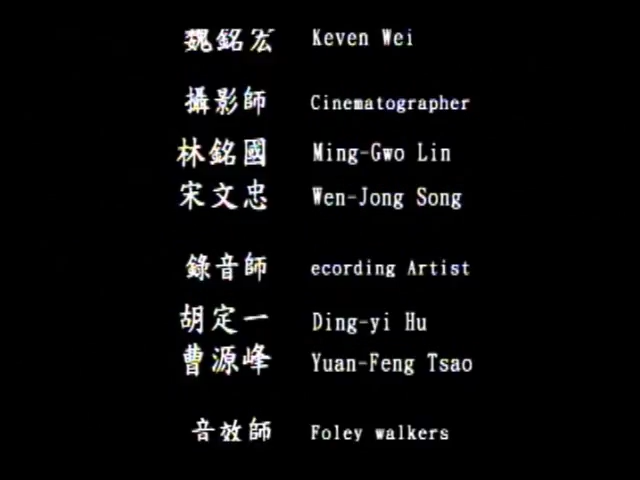 魏銘宏 Keven Wei
攝影師 Cinematographer
林銘國 Ming-Gwo Lin
宋文忠 Wen-Jong Song
錄音師 ecording Artist
胡定一 Ding-yi Hu
曹源峰 Yuan-Feng Tsao
音效師 Foley walkers